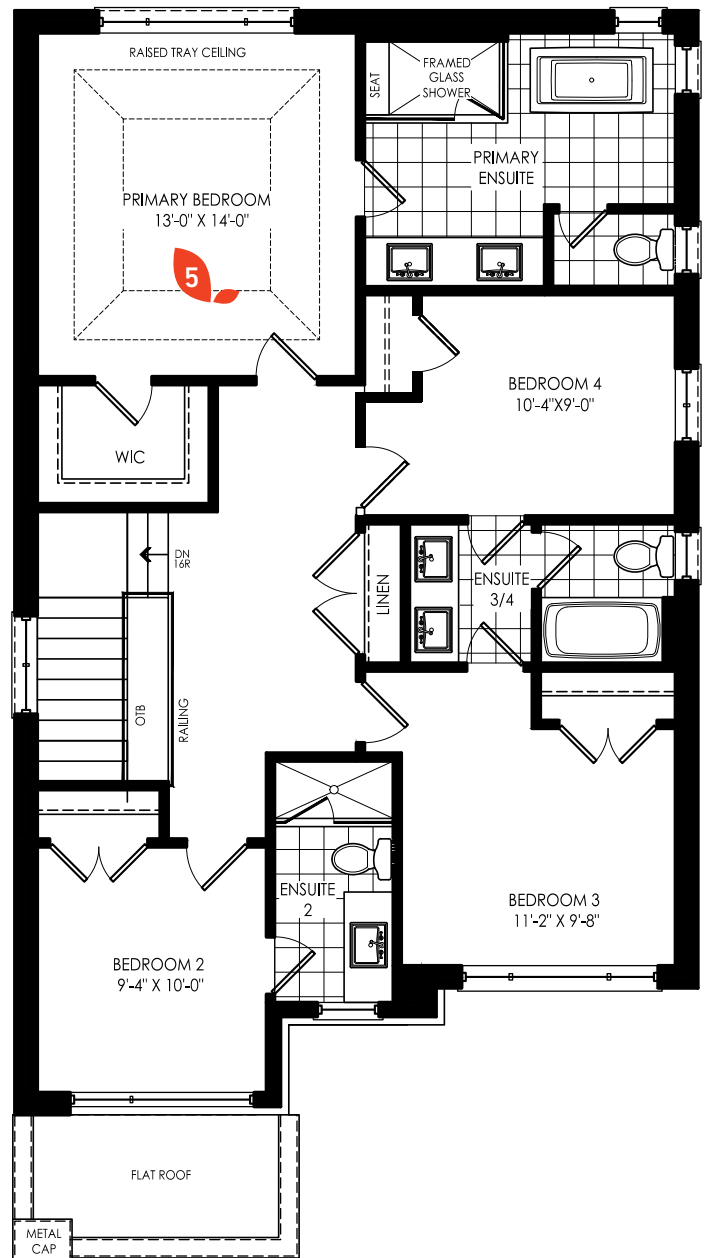 RAISED TRAY CEILING
SEAT
FRAMED
GLASS
SHOWER
PRIMARY
ENSUITE
PRIMARY BEDROOM
13'-0" X 14'-0"
5
BEDROOM 4
10'-4"X9'-0"
WIC
DN
16R
LINEN
ENSUITE
3/4
OTB
RAILING
ENSUITE
2
BEDROOM 3
11'-2" X 9'-8"
BEDROOM 2
9'-4" X 10'-0"
FLAT ROOF
METAL
CAP